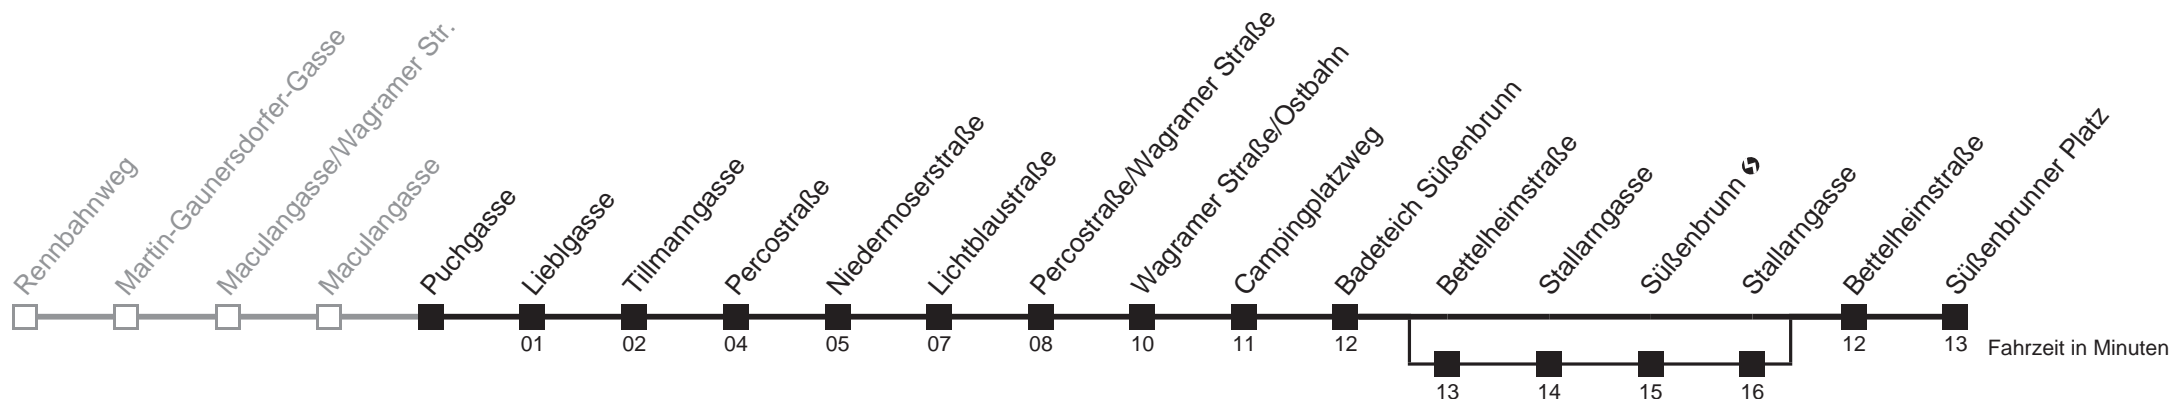 Rennbahnweg
Martin-Gaunersdorfer-Gasse
Maculangasse/Wagramer Str.
Maculangasse
Puchgasse
Lieblgasse
Tillmanngasse
Percostraße
Niedermoserstraße
Lichtblaustraße
Percostraße/Wagramer Straße
Wagramer Straße/Ostbahn
Campingplatzweg
Badeteich Süßenbrunn
Bettelheimstraße
Stallarngasse
Süßenbrunn
Stallarngasse
Bettelheimstraße
Süßenbrunner Platz
01 02 04 05 07 08 10 11 12 12 13 Fahrzeit in Minuten
13 14 15 16